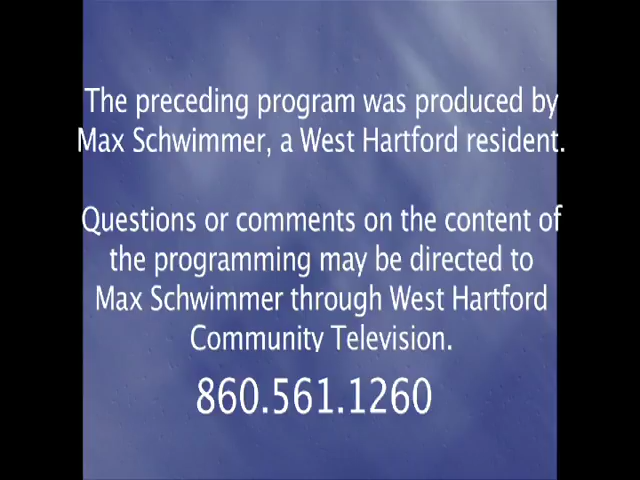 The preceding program was produced by
Max Schwimmer, a West Hartford resident.
Questions or comments on the content of
the programming may be directed to
Max Schwimmer through West Hartford
Community Television.
860.561.1260